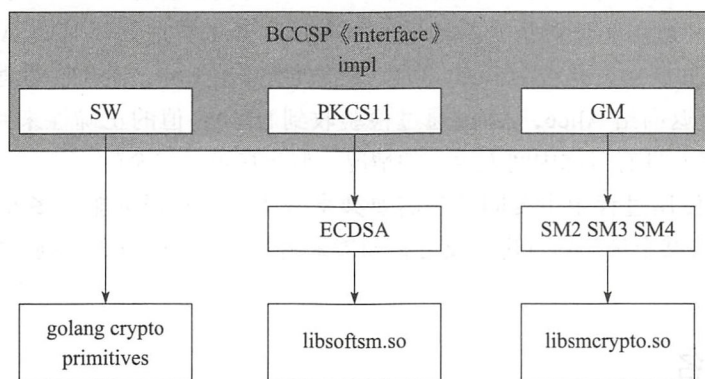 BCCSP《interface》
impl
SW
PKCS11
GM
ECDSA
SM2 SM3 SM4
golang crypto
primitives
libsoftsm.so
libsmcrypto.so